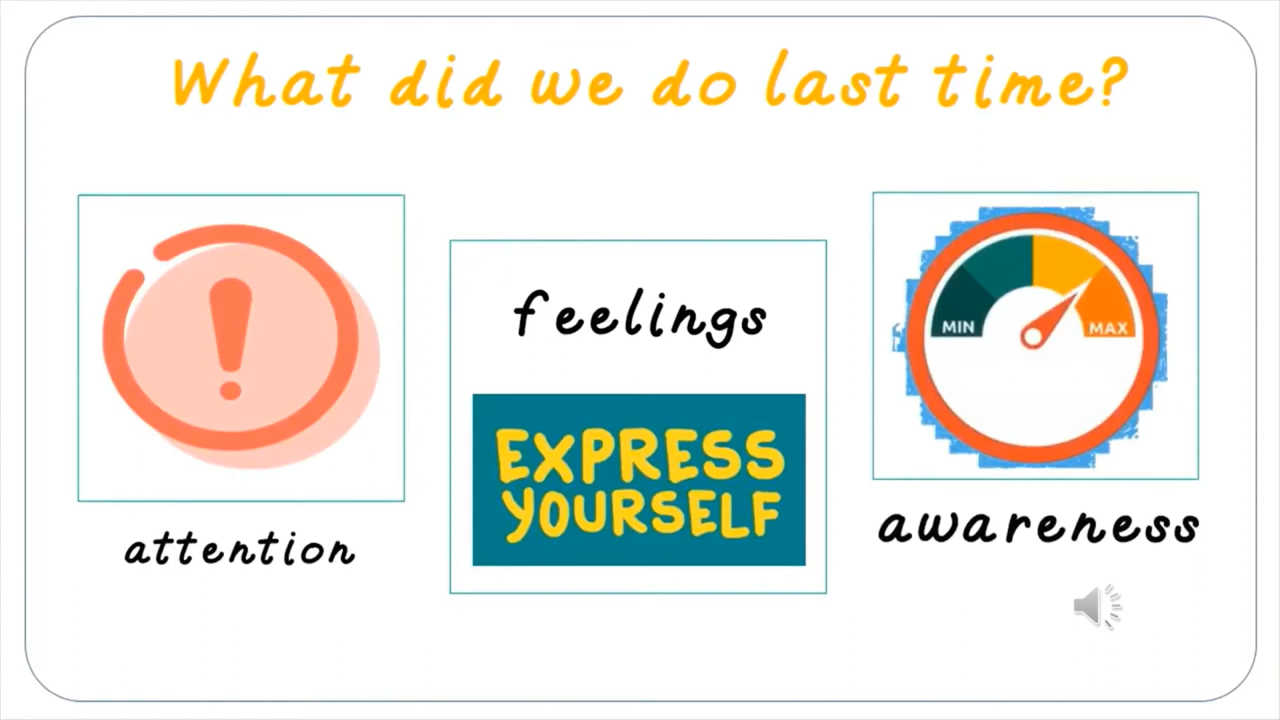 What did we do last time?
!
attention
feelings
EXPRESS
YOURSELF
MIN
MAX
awareness